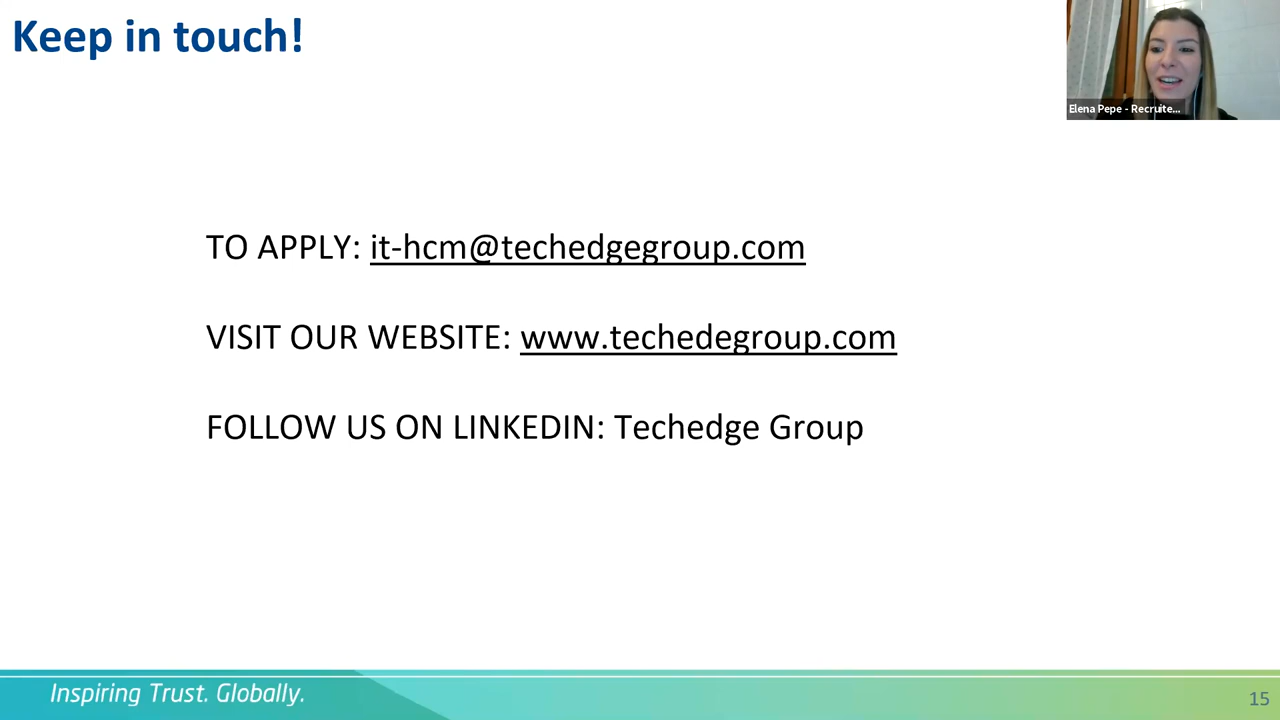 Keep in touch!
Elena Pepe - Recruite...
TO APPLY: it-hcm@techedgegroup.com
VISIT OUR WEBSITE: www.techedegroup.com
FOLLOW US ON LINKEDIN: Techedge Group
Inspiring Trust. Globally.
15